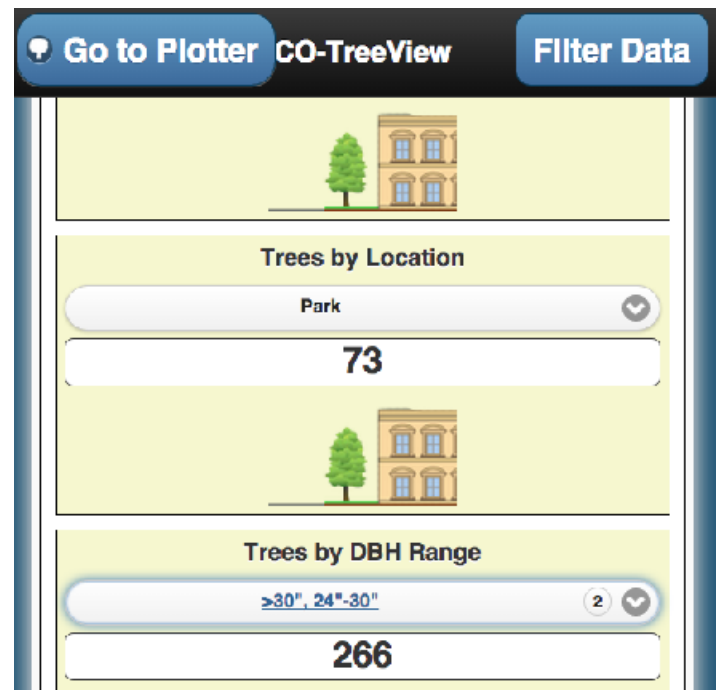 Go to Plotter CO-TreeView Filter Data
Trees by Location
Park
73
Trees by DBH Range
>30", 24"-30" 2
266